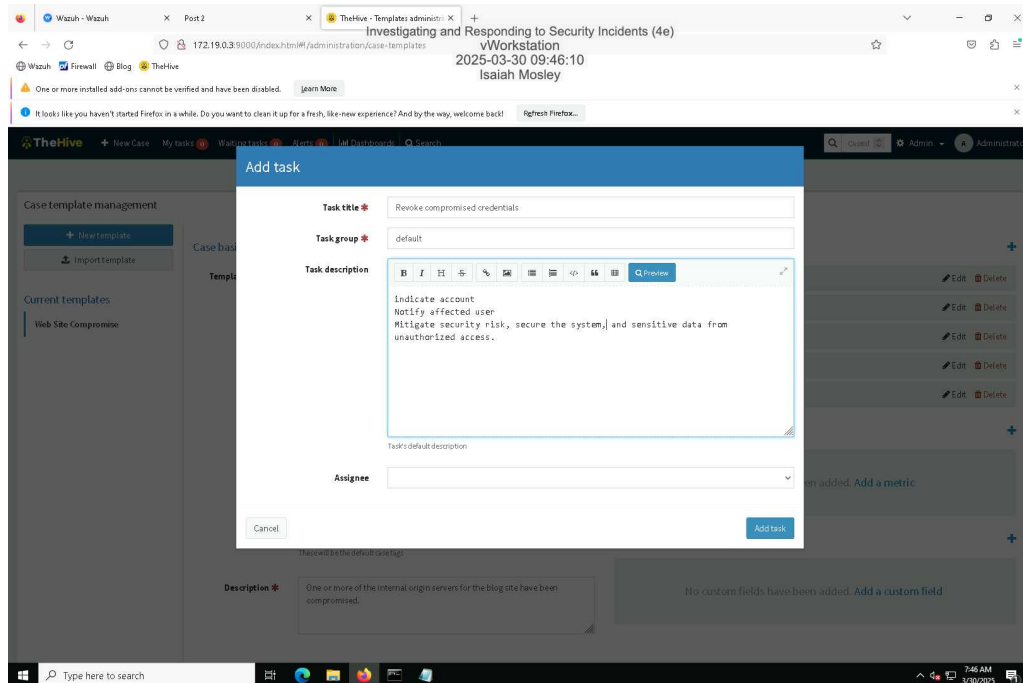 Wazuh - Wazuh
Post 2
TheHive - Templates administra
Investigating and Responding to Security Incidents (4e)
172.19.0.3:9000/index.html#!/administration/case-templates
vWorkstation
2025-03-30 09:46:10
Isaiah Mosley
Wazuh Firewall Blog TheHive
One or more installed add-ons cannot be verified and have been disabled. Learn More
It looks like you haven't started Firefox in a while. Do you want to clean it up for a fresh, like-new experience? And by the way, welcome back! Refresh Firefox...
TheHive + New Case My tasks 0 Waiting tasks 0 Alerts 0 Dashboards Search CaseId Admin A Administrato
Add task
Case template management
Task title *
Revoke compromised credentials
+ New template
Import template
Case basi
Task group *
default
Templa
Task description
B I H S Preview
Edit Delete
indicate account
Notify affected user
Mitigate security risk, secure the system, and sensitive data from
unauthorized access.
Current templates
Web Site Compromise
Edit Delete
Edit Delete
Edit Delete
Task's default description
Assignee
en added. Add a metric
Cancel
Add task
These will be the default case tags
Description *
One or more of the internal origin servers for the blog site have been
compromised.
No custom fields have been added. Add a custom field
Type here to search
7:46 AM
3/30/2025